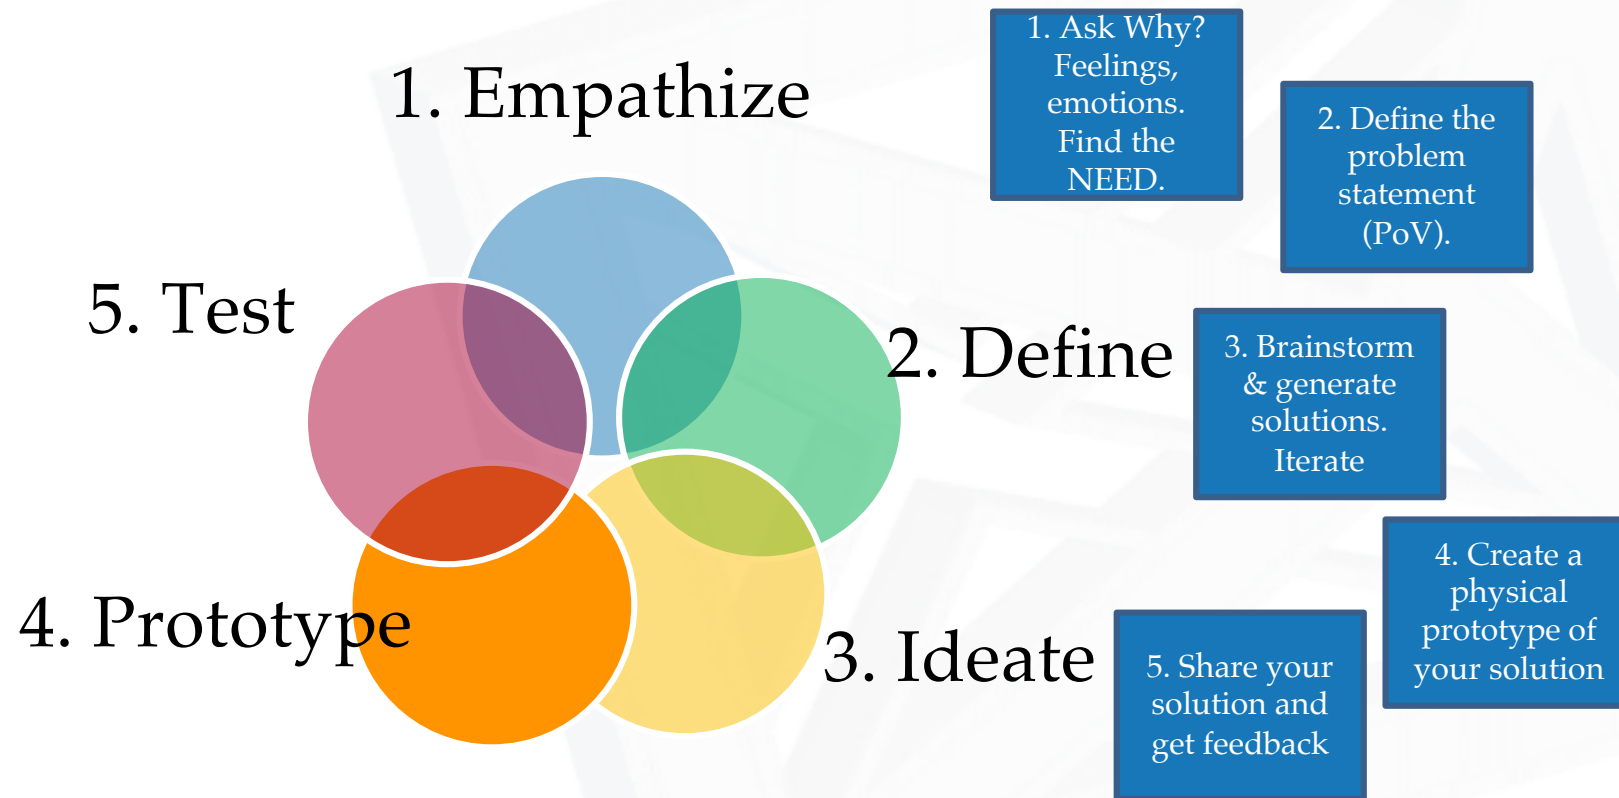 1. Empathize
5. Test
2. Define
4. Prototype
3. Ideate
1. Ask Why?
Feelings,
emotions.
Find the
NEED.
2. Define the
problem
statement
(PoV).
3. Brainstorm
& generate
solutions.
Iterate
4. Create a
physical
prototype of
your solution
5. Share your
solution and
get feedback